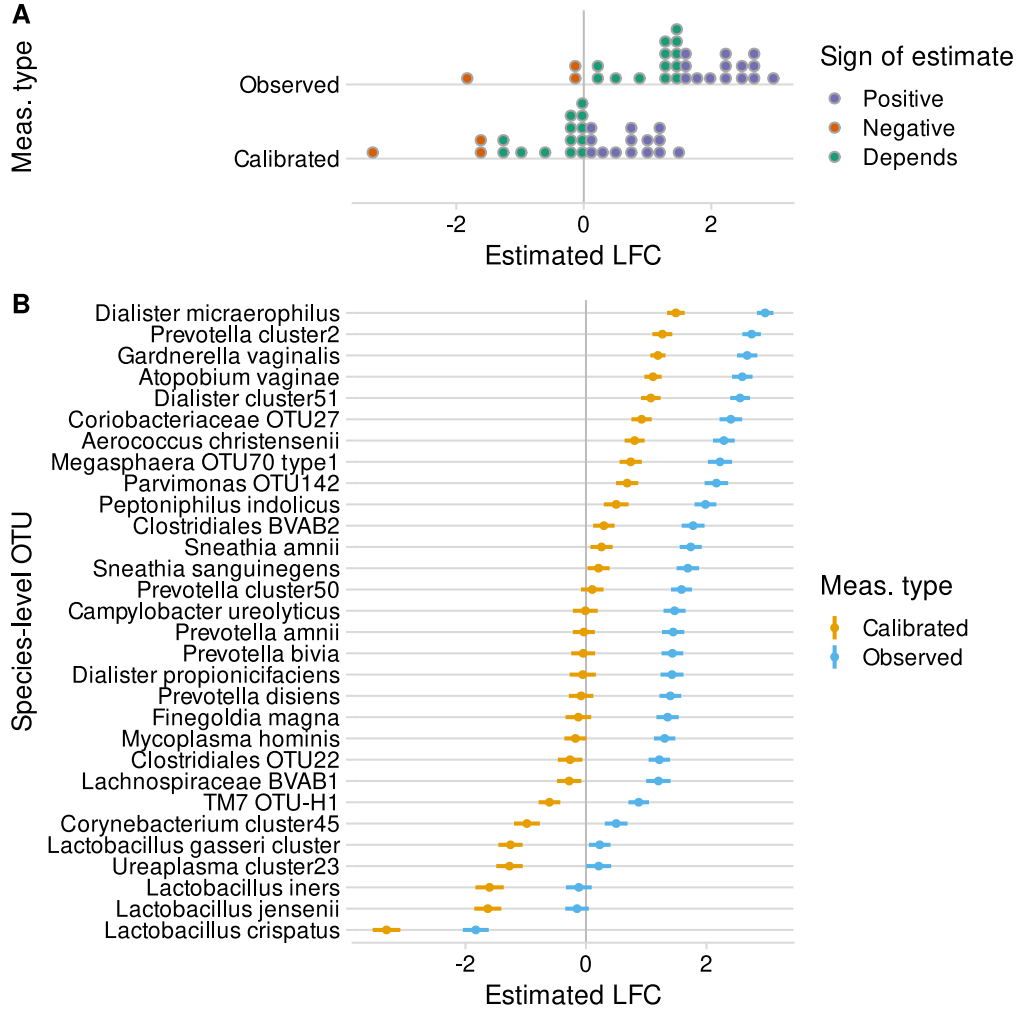 A
Meas. type
Observed
Calibrated
-2 0 2
Estimated LFC
Sign of estimate
Positive
Negative
Depends
B
Species-level OTU
Dialister micraerophilus
Prevotella cluster2
Gardnerella vaginalis
Atopobium vaginae
Dialister cluster51
Coriobacteriaceae OTU27
Aerococcus christensenii
Megasphaera OTU70 type1
Parvimonas OTU142
Peptoniphilus indolicus
Clostridiales BVAB2
Sneathia amnii
Sneathia sanguinegens
Prevotella cluster50
Campylobacter ureolyticus
Prevotella amnii
Prevotella bivia
Dialister propionicifaciens
Prevotella disiens
Finegoldia magna
Mycoplasma hominis
Clostridiales OTU22
Lachnospiraceae BVAB1
TM7 OTU-H1
Corynebacterium cluster45
Lactobacillus gasseri cluster
Ureaplasma cluster23
Lactobacillus iners
Lactobacillus jensenii
Lactobacillus crispatus
-2 0 2
Estimated LFC
Meas. type
Calibrated
Observed